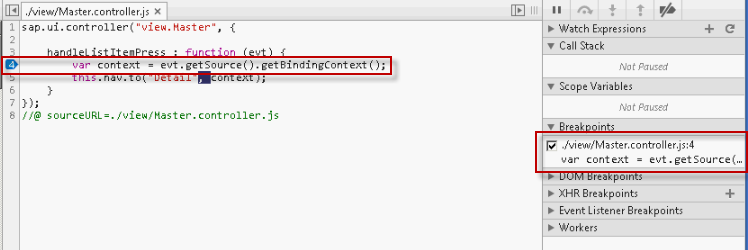 ./view/Master.controller.js ×
1 sap.ui.controller("view.Master", {
2
3 handleListItemPress : function (evt) {
4 var context = evt.getSource().getBindingContext();
5 this.nav.to("Detail", context);
6 }
7 });
8 //@ sourceURL=./view/Master.controller.js
Watch Expressions
Call Stack
Not Paused
Scope Variables
Not Paused
Breakpoints
./view/Master.controller.js:4
var context = evt.getSource(…
DOM Breakpoints
XHR Breakpoints
Event Listener Breakpoints
Workers